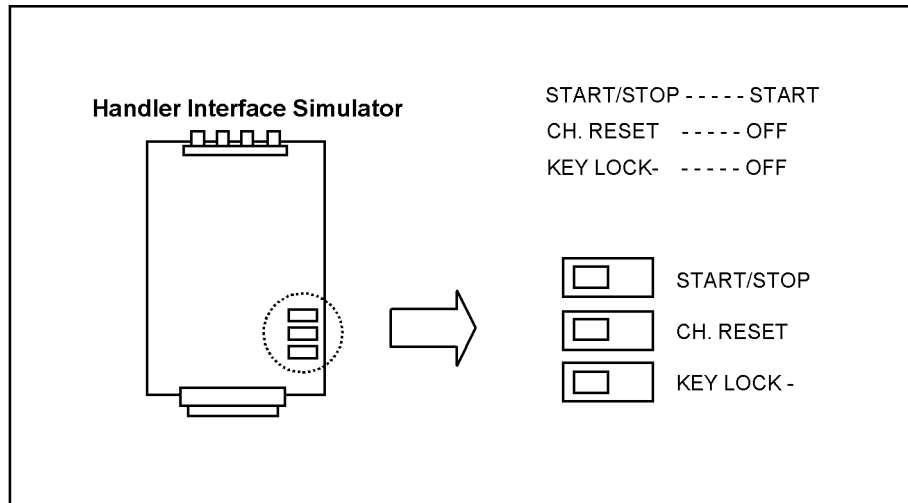 Handler Interface Simulator
START/STOP - - - - - START
CH. RESET - - - - - OFF
KEY LOCK- - - - - - OFF
START/STOP
CH. RESET
KEY LOCK -